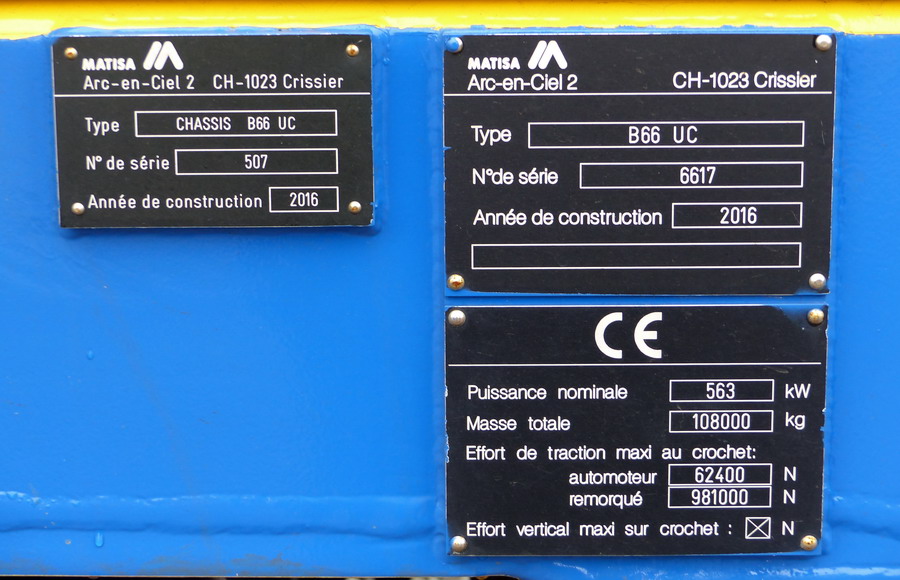 MATISA
Arc-en-Ciel 2 CH-1023 Crissier
Type CHASSIS B66 UC
N° de série 507
Année de construction 2016
MATISA
Arc-en-Ciel 2 CH-1023 Crissier
Type B66 UC
N°de série 6617
Année de construction 2016
CE
Puissance nominale 563 kW
Masse totale 108000 kg
Effort de traction maxi au crochet:
automoteur 62400 N
remorqué 981000 N
Effort vertical maxi sur crochet : N